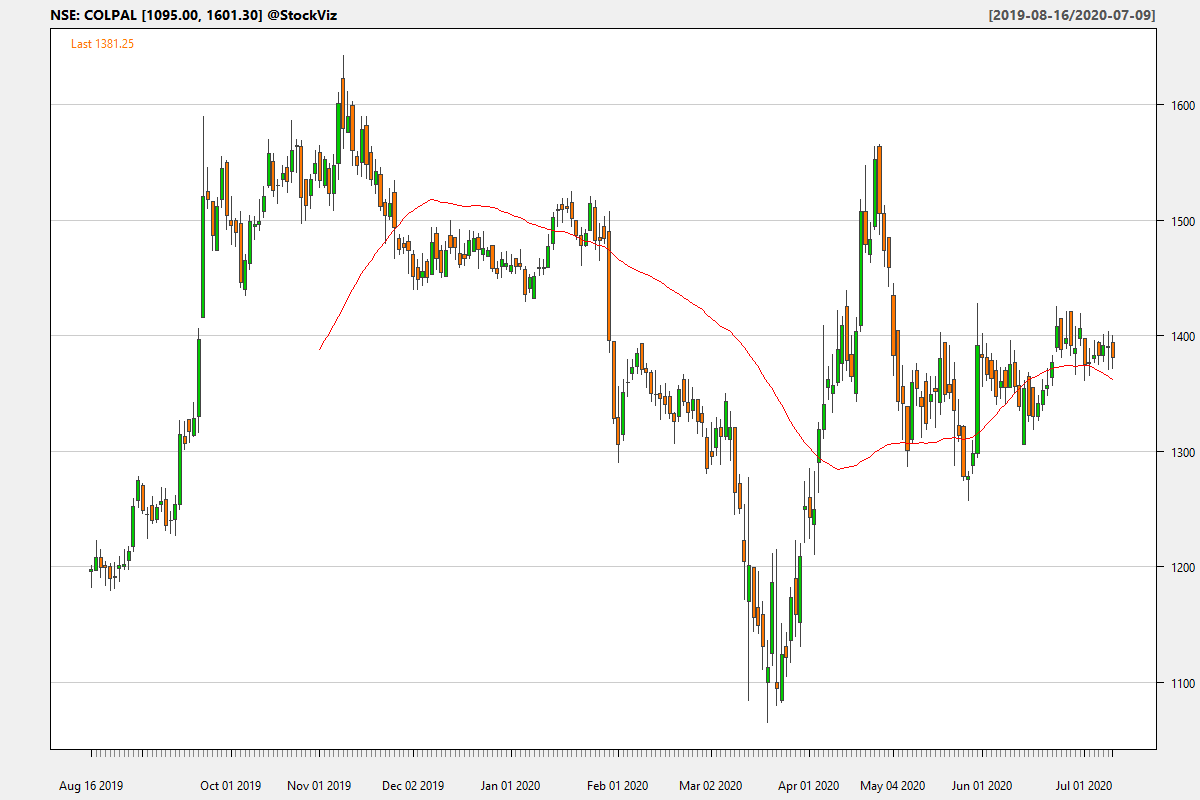 NSE: COLPAL [1095.00, 1601.30] @StockViz
[2019-08-16/2020-07-09]
Last 1381.25
1600
1500
1400
1300
1200
1100
Aug 16 2019
Oct 01 2019
Nov 01 2019
Dec 02 2019
Jan 01 2020
Feb 01 2020
Mar 02 2020
Apr 01 2020
May 04 2020
Jun 01 2020
Jul 01 2020